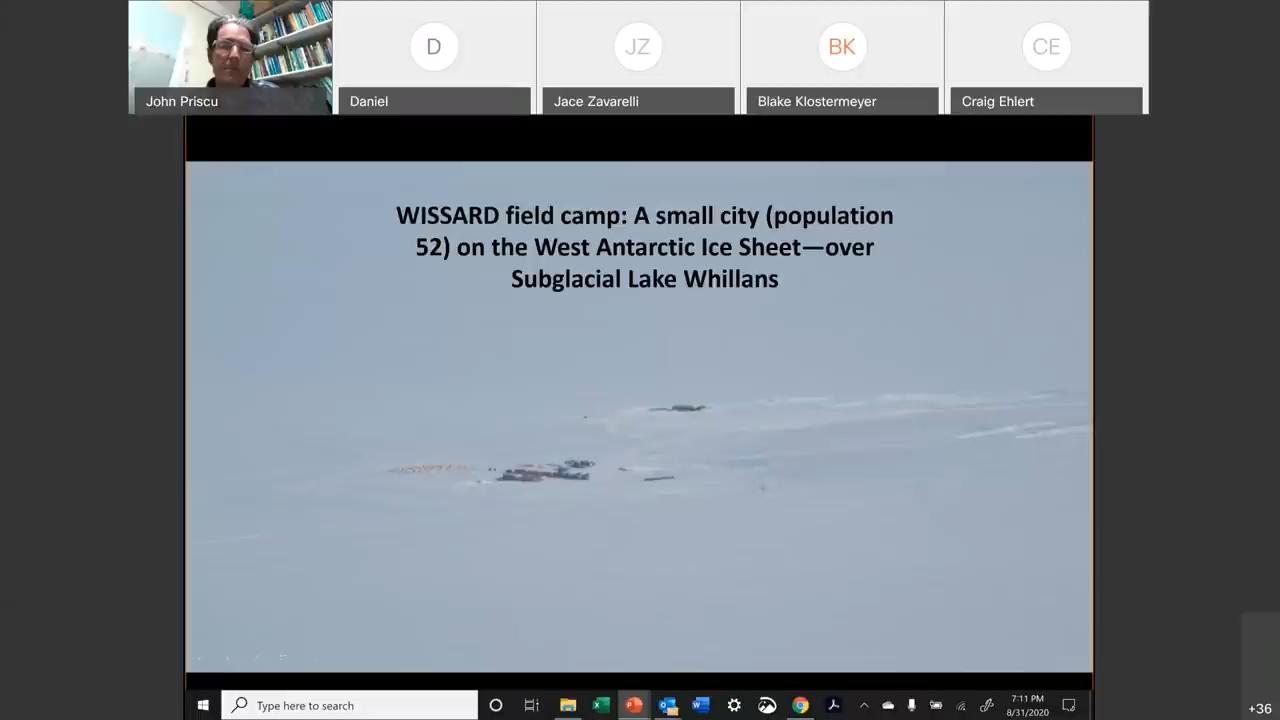 D
JZ
BK
CE
John Priscu
Daniel
Jace Zavarelli
Blake Klostermeyer
Craig Ehlert
WISSARD field camp: A small city (population
52) on the West Antarctic Ice Sheet—over
Subglacial Lake Whillans
Type here to search
7:11 PM
8/31/2020
+36